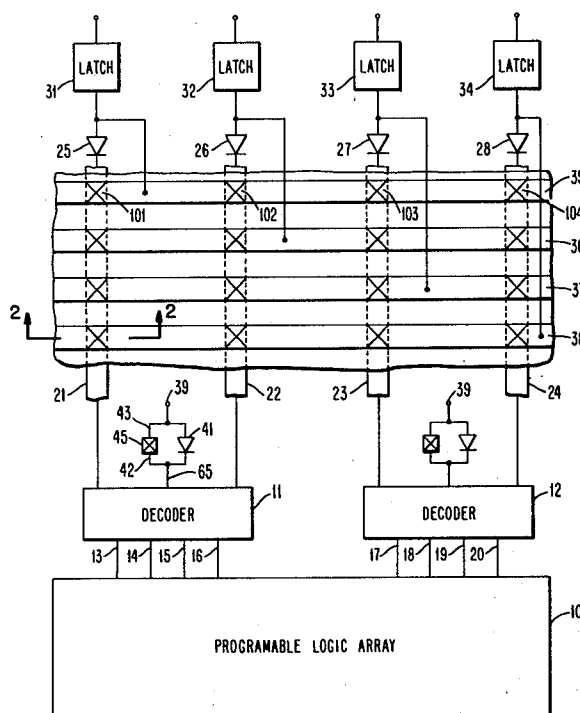 LATCH LATCH LATCH LATCH
31 32 33 34
25 26 27 28
35
101 102 103 104
36
37
2 2
38
21 22 23 24
39 39
43 41
45
42 65
11 12
DECODER DECODER
13 14 15 16 17 18 19 20
10
PROGRAMABLE LOGIC ARRAY